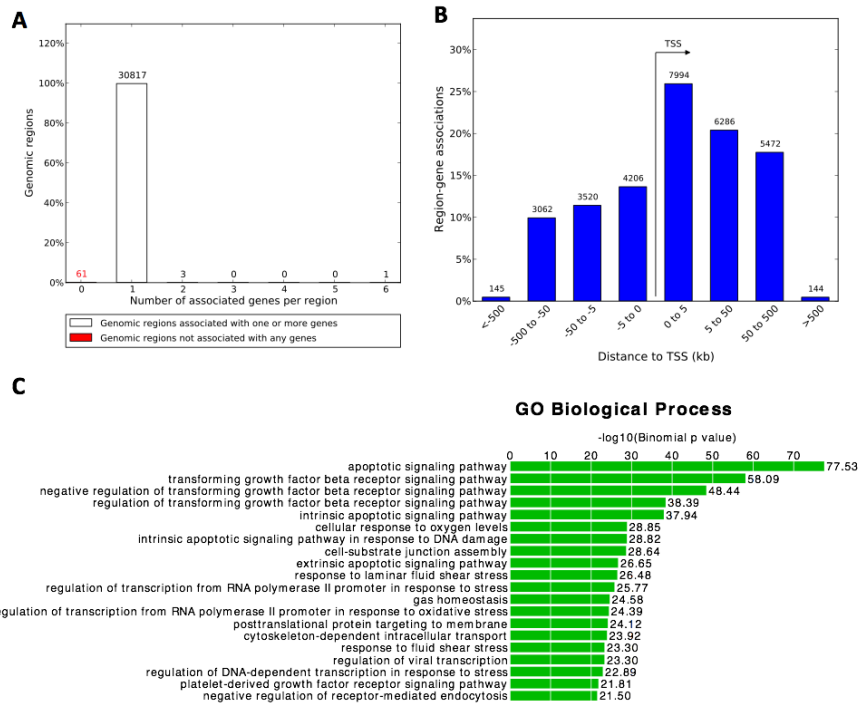 A
120%
100%
80%
60%
40%
20%
0%
Genomic regions
61
30817
3
0
0
0
1
0
1
2
3
4
5
6
Number of associated genes per region
Genomic regions associated with one or more genes
Genomic regions not associated with any genes
B
30%
25%
20%
15%
10%
5%
0%
Region-gene associations
TSS
145
3062
3520
4206
7994
6286
5472
144
<-500
-500 to -50
-50 to -5
-5 to 0
0 to 5
5 to 50
50 to 500
>500
Distance to TSS (kb)
C
GO Biological Process
-log10(Binomial p value)
0 10 20 30 40 50 60 70
apoptotic signaling pathway 77.53
transforming growth factor beta receptor signaling pathway 58.09
negative regulation of transforming growth factor beta receptor signaling pathway 48.44
regulation of transforming growth factor beta receptor signaling pathway 38.39
intrinsic apoptotic signaling pathway 37.94
cellular response to oxygen levels 28.85
intrinsic apoptotic signaling pathway in response to DNA damage 28.82
cell-substrate junction assembly 28.64
extrinsic apoptotic signaling pathway 26.65
response to laminar fluid shear stress 26.48
regulation of transcription from RNA polymerase II promoter in response to stress 25.77
gas homeostasis 24.58
egulation of transcription from RNA polymerase II promoter in response to oxidative stress 24.39
posttranslational protein targeting to membrane 24.12
cytoskeleton-dependent intracellular transport 23.92
response to fluid shear stress 23.30
regulation of viral transcription 23.30
regulation of DNA-dependent transcription in response to stress 22.89
platelet-derived growth factor receptor signaling pathway 21.81
negative regulation of receptor-mediated endocytosis 21.50